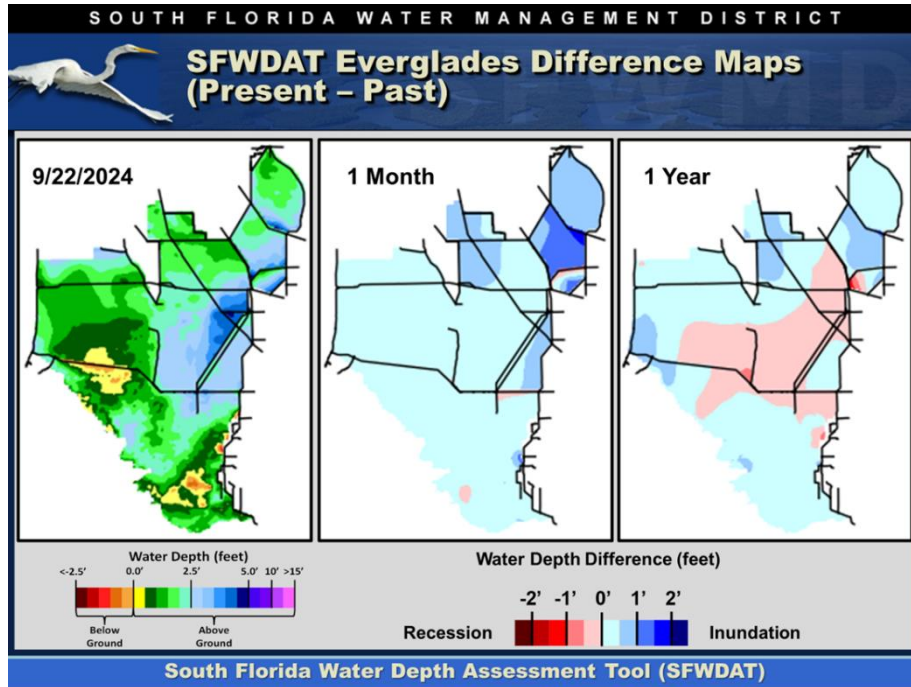 SOUTH FLORIDA WATER MANAGEMENT DISTRICT
SFWDAT Everglades Difference Maps
(Present – Past)
9/22/2024
1 Month
1 Year
Water Depth (feet)
<-2.5' 0.0' 2.5' 5.0' 10' >15'
Below
Ground
Above
Ground
Water Depth Difference (feet)
-2' -1' 0' 1' 2'
Recession
Inundation
South Florida Water Depth Assessment Tool (SFWDAT)